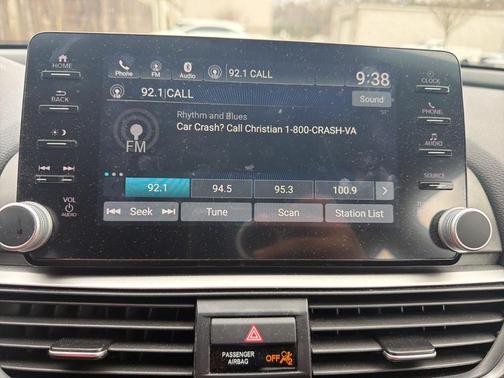 HOME
Phone FM Audio FM 92.1 CALL 9:38
CLOCK
FM 92.1|CALL Sound
BACK
PHONE
Rhythm and Blues
Car Crash? Call Christian 1-800-CRASH-VA
FM
AUDIO
VOL
AUDIO
92.1 94.5 95.3 100.9
SOURCE
Seek Tune Scan Station List
PASSENGER
AIRBAG
OFF